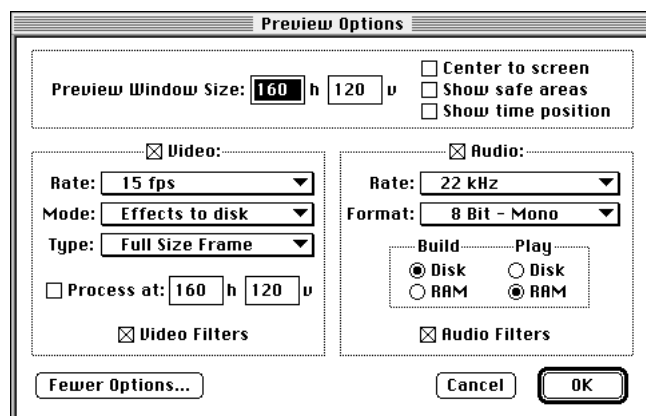 Preview Options
Preview Window Size: 160 h 120 v
Center to screen
Show safe areas
Show time position
Video:
Rate: 15 fps
Mode: Effects to disk
Type: Full Size Frame
Process at: 160 h 120 v
Video Filters
Audio:
Rate: 22 kHz
Format: 8 Bit - Mono
Build Play
Disk Disk
RAM RAM
Audio Filters
Fewer Options... Cancel OK